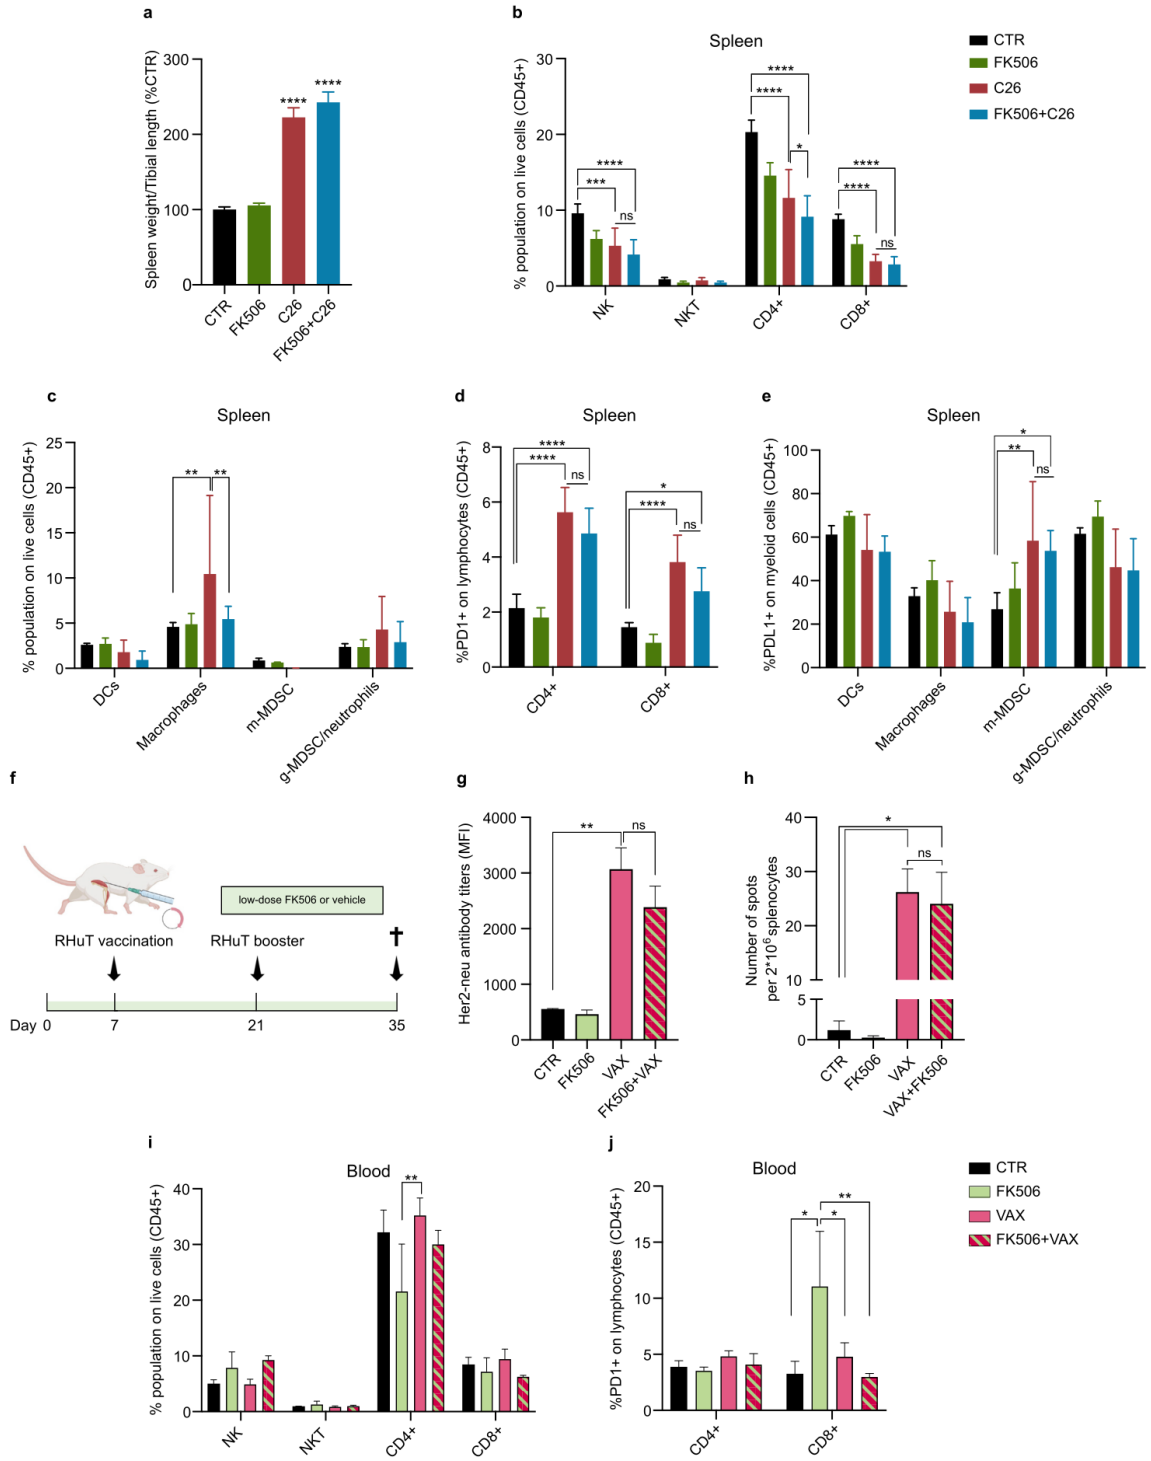 a
Spleen weight/Tibial length (%CTR)
300
200
100
0
****
****
CTR
FK506
C26
FK506+C26
b
Spleen
% population on live cells (CD45+)
30
20
10
0
****
***
ns
****
****
*
****
****
ns
NK
NKT
CD4+
CD8+
CTR
FK506
C26
FK506+C26
c
Spleen
% population on live cells (CD45+)
25
20
15
10
5
0
**
**
DCs
Macrophages
m-MDSC
g-MDSC/neutrophils
d
Spleen
%PD1+ on lymphocytes (CD45+)
8
6
4
2
0
****
****
ns
*
****
ns
CD4+
CD8+
e
Spleen
%PDL1+ on myeloid cells (CD45+)
100
80
60
40
20
0
*
**
ns
DCs
Macrophages
m-MDSC
g-MDSC/neutrophils
f
low-dose FK506 or vehicle
RHuT vaccination
RHuT booster
Day 0
7
21
35
g
Her2-neu antibody titers (MFI)
4000
3000
2000
1000
0
**
ns
CTR
FK506
VAX
FK506+VAX
h
Number of spots
per 2*10⁶ splenocytes
40
30
20
10
5
0
*
ns
CTR
FK506
VAX
VAX+FK506
i
Blood
% population on live cells (CD45+)
40
30
20
10
0
**
NK
NKT
CD4+
CD8+
j
Blood
%PD1+ on lymphocytes (CD45+)
20
15
10
5
0
**
*
*
CD4+
CD8+
CTR
FK506
VAX
FK506+VAX